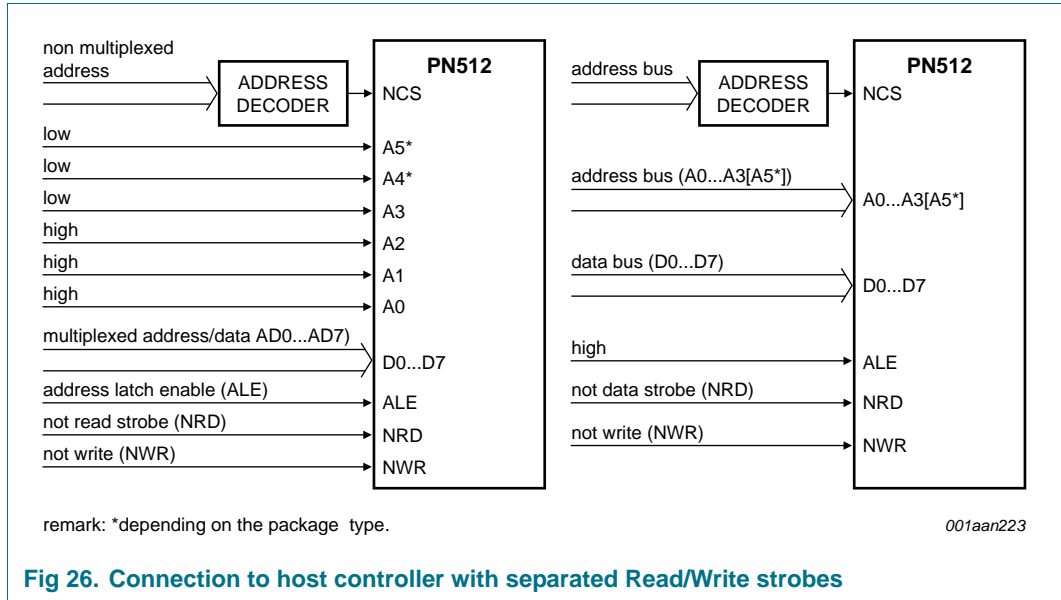 non multiplexed
address
ADDRESS
DECODER
PN512
NCS
low
A5*
low
A4*
low
A3
high
A2
high
A1
high
A0
multiplexed address/data AD0...AD7)
D0...D7
address latch enable (ALE)
ALE
not read strobe (NRD)
NRD
not write (NWR)
NWR
address bus
ADDRESS
DECODER
PN512
NCS
address bus (A0...A3[A5*])
A0...A3[A5*]
data bus (D0...D7)
D0...D7
high
ALE
not data strobe (NRD)
NRD
not write (NWR)
NWR
remark: *depending on the package type.
001aan223
Fig 26. Connection to host controller with separated Read/Write strobes